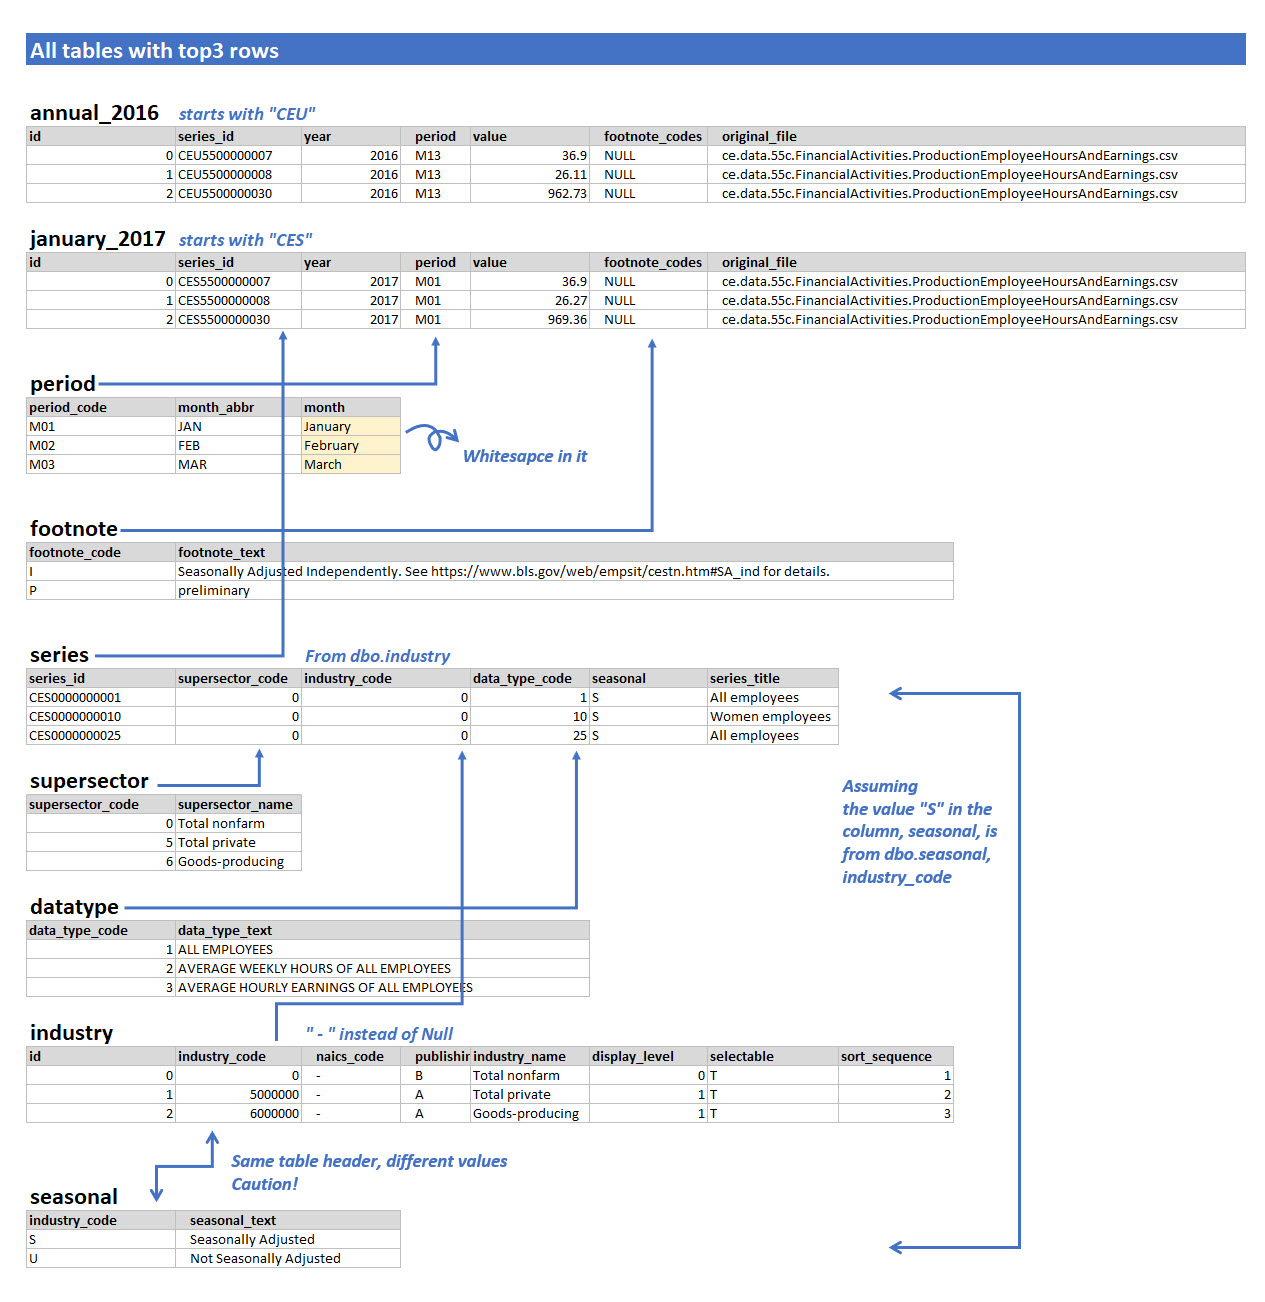 All tables with top3 rows
annual_2016 starts with "CEU"
id series_id year period value footnote_codes original_file
0 CEU5500000007 2016 M13 36.9 NULL ce.data.55c.FinancialActivities.ProductionEmployeeHoursAndEarnings.csv
1 CEU5500000008 2016 M13 26.11 NULL ce.data.55c.FinancialActivities.ProductionEmployeeHoursAndEarnings.csv
2 CEU5500000030 2016 M13 962.73 NULL ce.data.55c.FinancialActivities.ProductionEmployeeHoursAndEarnings.csv
january_2017 starts with "CES"
id series_id year period value footnote_codes original_file
0 CES5500000007 2017 M01 36.9 NULL ce.data.55c.FinancialActivities.ProductionEmployeeHoursAndEarnings.csv
1 CES5500000008 2017 M01 26.27 NULL ce.data.55c.FinancialActivities.ProductionEmployeeHoursAndEarnings.csv
2 CES5500000030 2017 M01 969.36 NULL ce.data.55c.FinancialActivities.ProductionEmployeeHoursAndEarnings.csv
period
period_code month_abbr month
M01 JAN January
M02 FEB February
M03 MAR March
Whitesapce in it
footnote
footnote_code footnote_text
I Seasonally Adjusted Independently. See https://www.bls.gov/web/empsit/cestn.htm#SA_ind for details.
P preliminary
series From dbo.industry
series_id supersector_code industry_code data_type_code seasonal series_title
CES0000000001 0 0 1 S All employees
CES0000000010 0 0 10 S Women employees
CES0000000025 0 0 25 S All employees
supersector
supersector_code supersector_name
0 Total nonfarm
5 Total private
6 Goods-producing
Assuming
the value "S" in the
column, seasonal, is
from dbo.seasonal,
industry_code
datatype
data_type_code data_type_text
1 ALL EMPLOYEES
2 AVERAGE WEEKLY HOURS OF ALL EMPLOYEES
3 AVERAGE HOURLY EARNINGS OF ALL EMPLOYEES
industry " - " instead of Null
id industry_code naics_code publishir industry_name display_level selectable sort_sequence
0 0 - B Total nonfarm 0 T 1
1 5000000 - A Total private 1 T 2
2 6000000 - A Goods-producing 1 T 3
Same table header, different values
Caution!
seasonal
industry_code seasonal_text
S Seasonally Adjusted
U Not Seasonally Adjusted